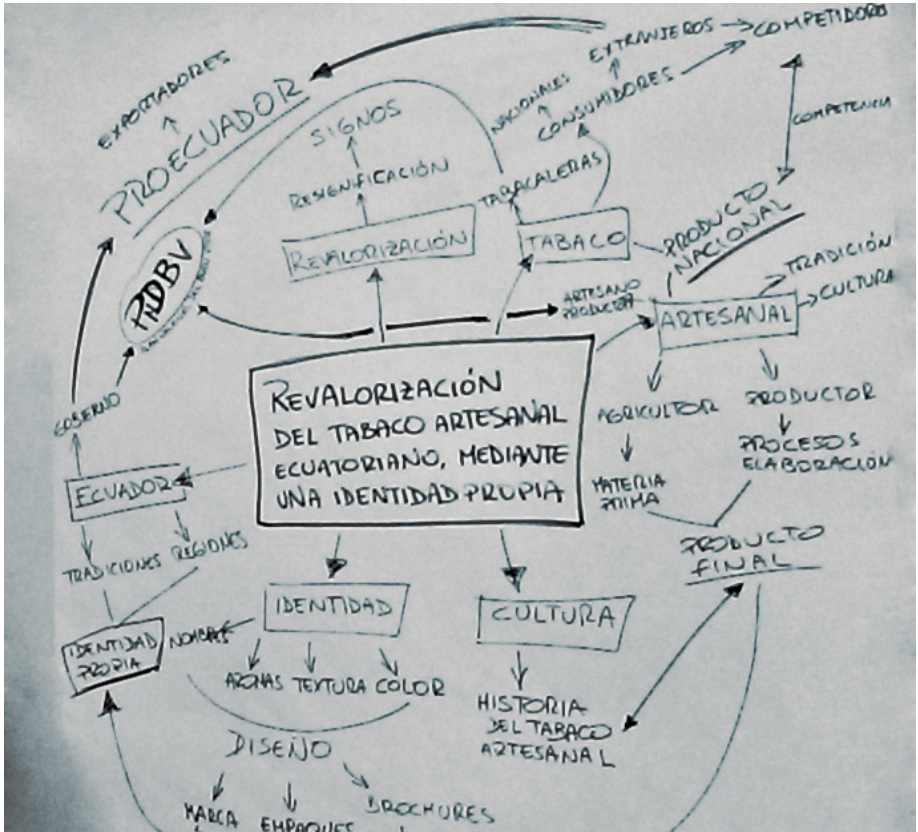 EXPORTADORES
PROECUADOR
SIGNOS
RESIGNIFICACIÓN
REVALORIZACIÓN
NACIONALES
EXTRANJEROS
COMPETIDORES
CONSUMIDORES
COMPETENCIA
TABACALERAS
TABACO
PRODUCTO
NACIONAL
PNDBV
ARTESANO
PRODUCTOR
ARTESANAL
TRADICIÓN
CULTURA
GOBIERNO
REVALORIZACIÓN
DEL TABACO ARTESANAL
ECUATORIANO, MEDIANTE
UNA IDENTIDAD PROPIA
AGRICULTOR
PRODUCTOR
PROCESOS
ELABORACIÓN
MATERIA
PRIMA
PRODUCTO
FINAL
ECUADOR
TRADICIONES
REGIONES
IDENTIDAD
PROPIA
NOMBRES
IDENTIDAD
CULTURA
AROMAS TEXTURA COLOR
HISTORIA
DEL TABACO
ARTESANAL
DISEÑO
MARCA
EMPAQUES
BROCHURES